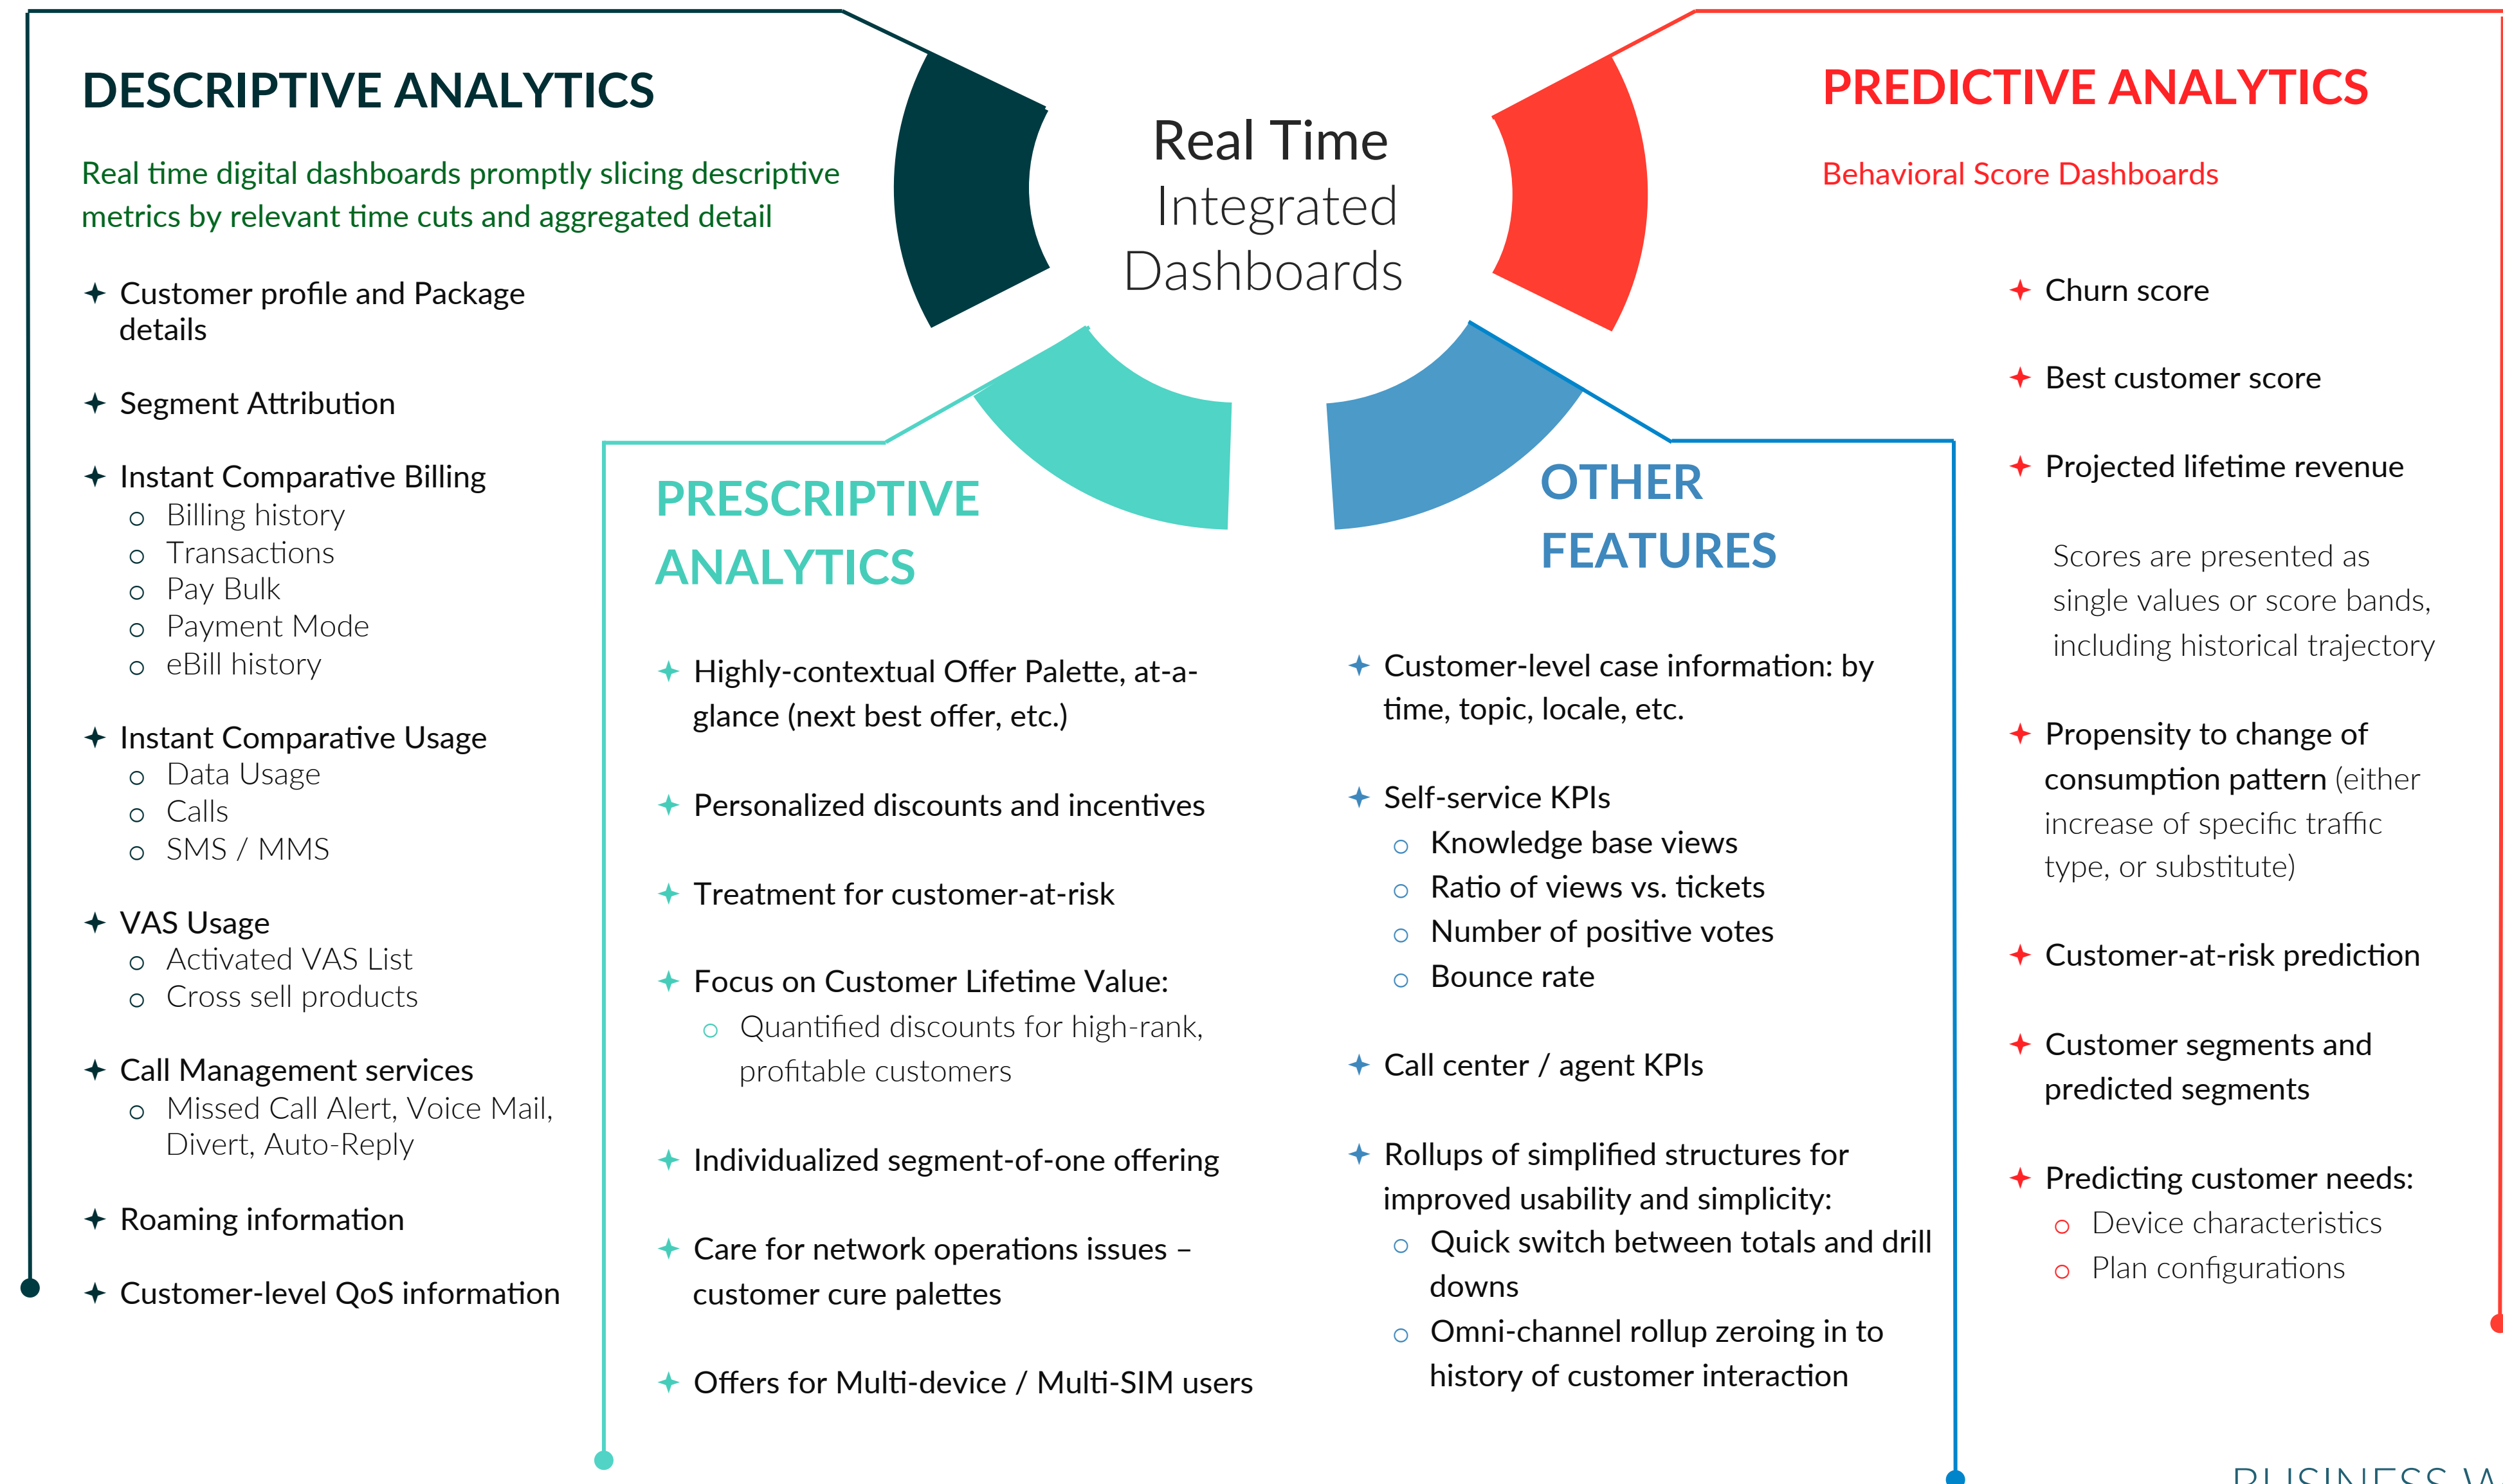 DESCRIPTIVE ANALYTICS
Real time digital dashboards promptly slicing descriptive
metrics by relevant time cuts and aggregated detail
Customer profile and Package
details
Segment Attribution
Instant Comparative Billing
Billing history
Transactions
Pay Bulk
Payment Mode
eBill history
Instant Comparative Usage
Data Usage
Calls
SMS / MMS
VAS Usage
Activated VAS List
Cross sell products
Call Management services
Missed Call Alert, Voice Mail,
Divert, Auto-Reply
Roaming information
Customer-level QoS information
Real Time
Integrated
Dashboards
PRESCRIPTIVE
ANALYTICS
Highly-contextual Offer Palette, at-a-
glance (next best offer, etc.)
Personalized discounts and incentives
Treatment for customer-at-risk
Focus on Customer Lifetime Value:
Quantified discounts for high-rank,
profitable customers
Individualized segment-of-one offering
Care for network operations issues –
customer cure palettes
Offers for Multi-device / Multi-SIM users
OTHER
FEATURES
Customer-level case information: by
time, topic, locale, etc.
Self-service KPIs
Knowledge base views
Ratio of views vs. tickets
Number of positive votes
Bounce rate
Call center / agent KPIs
Rollups of simplified structures for
improved usability and simplicity:
Quick switch between totals and drill
downs
Omni-channel rollup zeroing in to
history of customer interaction
PREDICTIVE ANALYTICS
Behavioral Score Dashboards
Churn score
Best customer score
Projected lifetime revenue
Scores are presented as
single values or score bands,
including historical trajectory
Propensity to change of
consumption pattern (either
increase of specific traffic
type, or substitute)
Customer-at-risk prediction
Customer segments and
predicted segments
Predicting customer needs:
Device characteristics
Plan configurations
BUSINESS